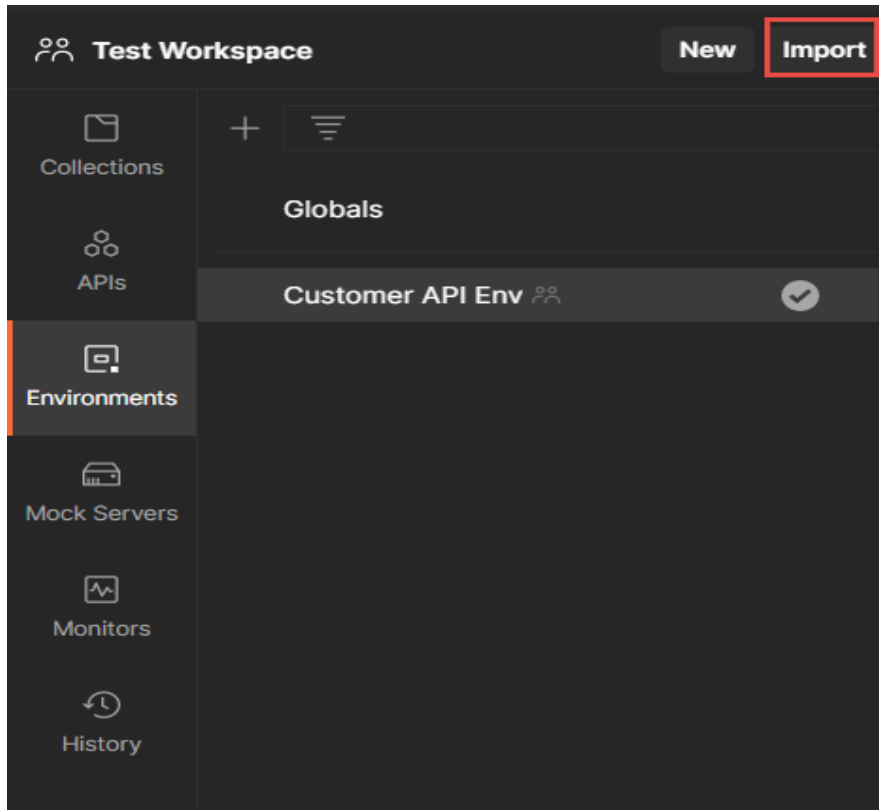 Test Workspace New Import
Collections
Globals
APIs
Customer API Env
Environments
Mock Servers
Monitors
History